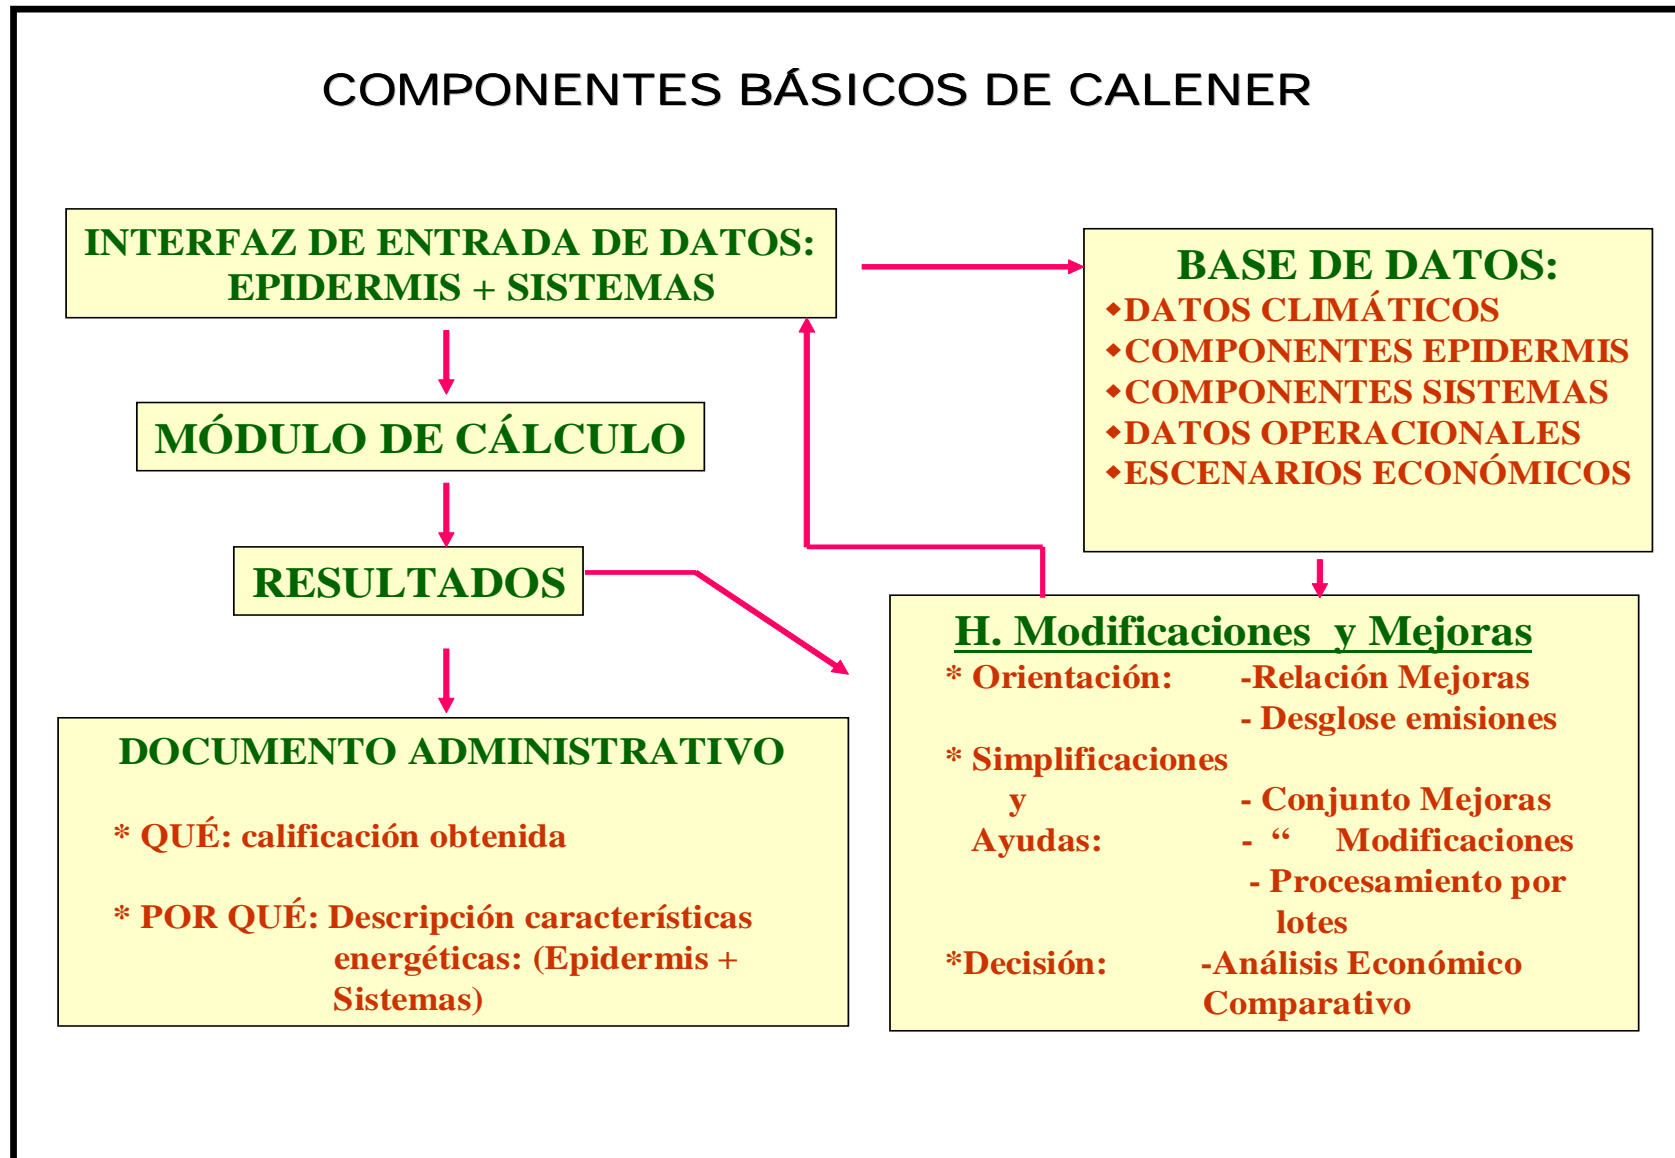 COMPONENTES BÁSICOS DE CALENER
INTERFAZ DE ENTRADA DE DATOS:
EPIDERMIS + SISTEMAS
MÓDULO DE CÁLCULO
RESULTADOS
DOCUMENTO ADMINISTRATIVO
* QUÉ: calificación obtenida
* POR QUÉ: Descripción características
energéticas: (Epidermis +
Sistemas)
BASE DE DATOS:
◆DATOS CLIMÁTICOS
◆COMPONENTES EPIDERMIS
◆COMPONENTES SISTEMAS
◆DATOS OPERACIONALES
◆ESCENARIOS ECONÓMICOS
H. Modificaciones y Mejoras
* Orientación: -Relación Mejoras
- Desglose emisiones
* Simplificaciones
y - Conjunto Mejoras
Ayudas: - “ Modificaciones
- Procesamiento por
lotes
*Decisión: -Análisis Económico
Comparativo